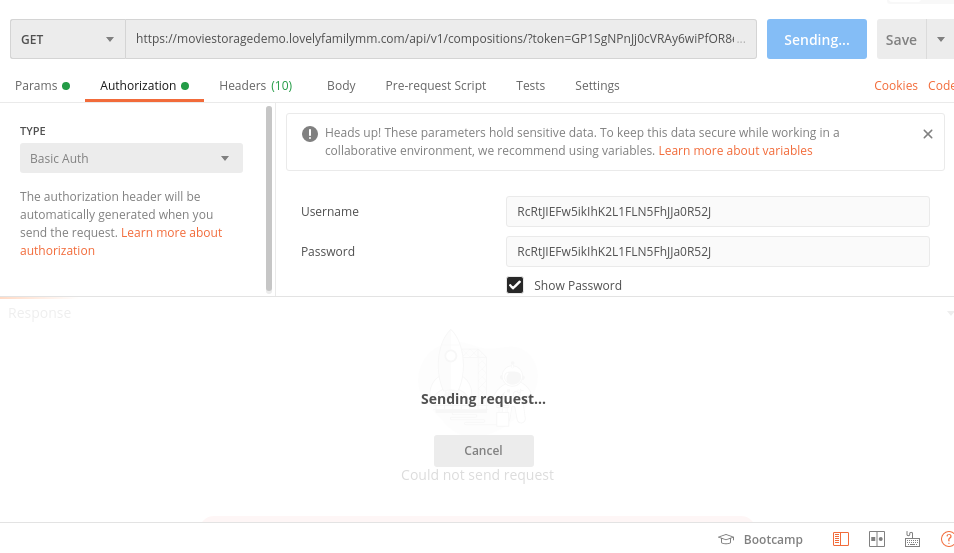 GET
https://moviestoragedemo.lovelyfamilymm.com/api/v1/compositions/?token=GP1SgNPnJj0cVRAy6wiPfOR8...
Sending...
Save
Params
Authorization
Headers (10)
Body
Pre-request Script
Tests
Settings
Cookies
Code
TYPE
Basic Auth
The authorization header will be
automatically generated when you
send the request. Learn more about
authorization
Heads up! These parameters hold sensitive data. To keep this data secure while working in a
collaborative environment, we recommend using variables. Learn more about variables
Username
RcRtJIEFw5ikIhK2L1FLN5FhJJa0R52J
Password
RcRtJIEFw5ikIhK2L1FLN5FhJJa0R52J
Show Password
Response
Sending request...
Cancel
Could not send request
Bootcamp